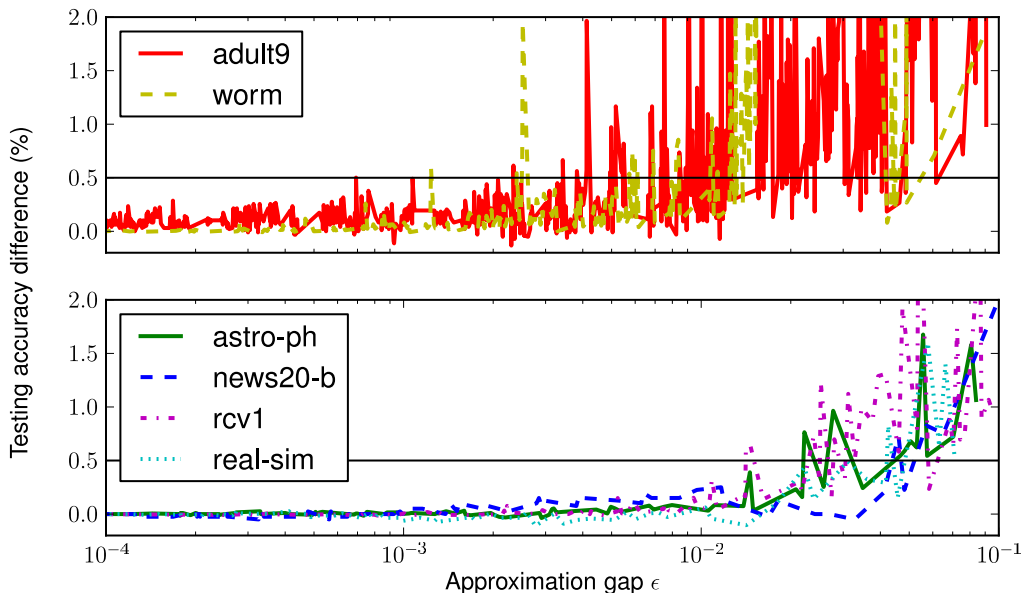 Testing accuracy difference (%)
2.0
1.5
1.0
0.5
0.0
adult9
worm
2.0
1.5
1.0
0.5
0.0
astro-ph
news20-b
rcv1
real-sim
10⁻⁴ 10⁻³ 10⁻² 10⁻¹
Approximation gap ϵ